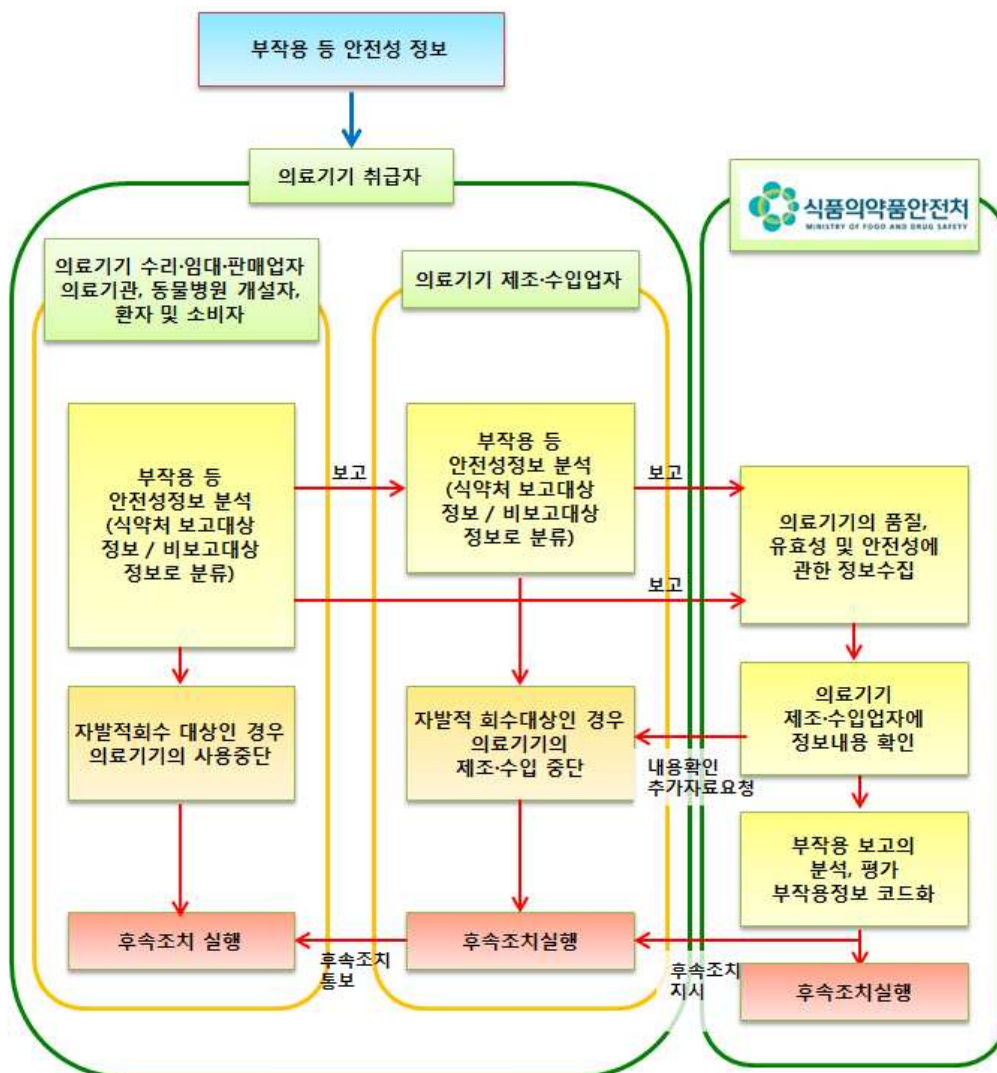 부작용 등 안전성 정보
의료기기 취급자
식품의약품안전처
MINISTRY OF FOOD AND DRUG SAFETY
의료기기 수리·임대·판매업자
의료기관, 동물병원 개설자,
환자 및 소비자
의료기기 제조·수입업자
부작용 등
안전성정보 분석
(식약처 보고대상
정보 / 비보고대상
정보로 분류)
보고
부작용 등
안전성정보 분석
(식약처 보고대상
정보 / 비보고대상
정보로 분류)
보고
보고
의료기기의 품질,
유효성 및 안전성에
관한 정보수집
자발적회수 대상인 경우
의료기기의 사용중단
자발적 회수대상인 경우
의료기기의
제조·수입 중단
내용확인
추가자료요청
의료기기
제조·수입업자에
정보내용 확인
부작용 보고의
분석, 평가
부작용정보 코드화
후속조치 실행
후속조치
통보
후속조치실행
후속조치
지시
후속조치실행